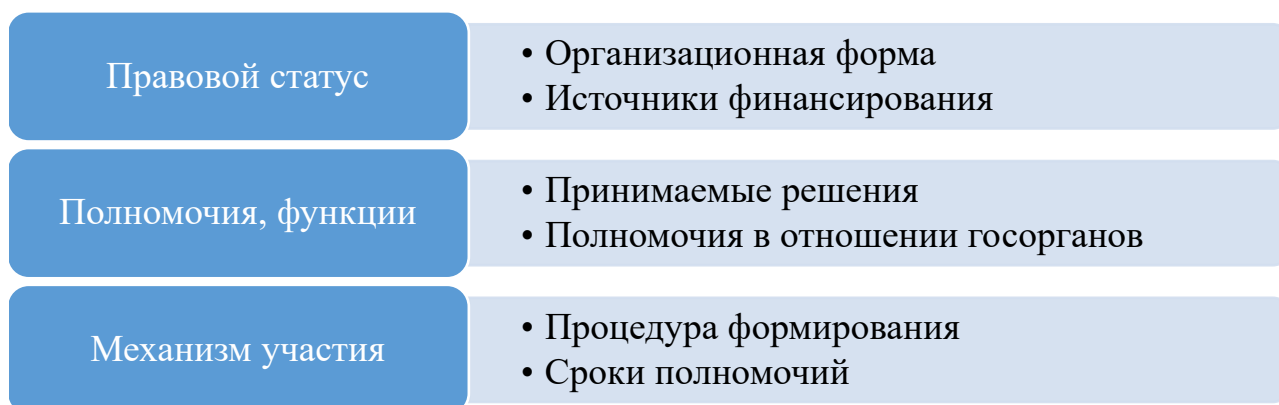 Правовой статус
• Организационная форма
• Источники финансирования
Полномочия, функции
• Принимаемые решения
• Полномочия в отношении госорганов
Механизм участия
• Процедура формирования
• Сроки полномочий